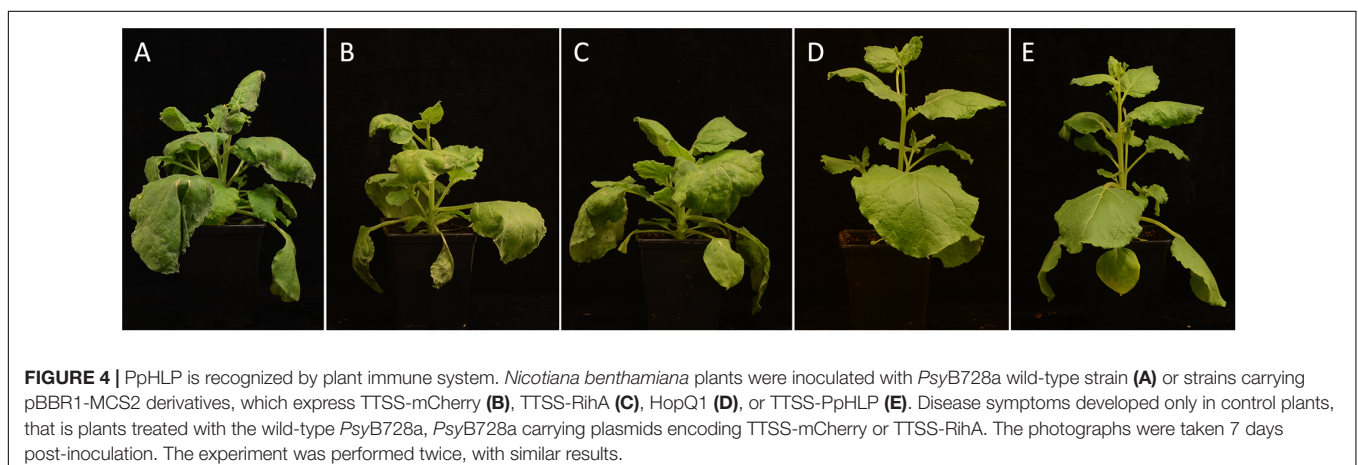 A B C D E
FIGURE 4 | PpHLP is recognized by plant immune system. Nicotiana benthamiana plants were inoculated with PsyB728a wild-type strain (A) or strains carrying
pBBR1-MCS2 derivatives, which express TTSS-mCherry (B), TTSS-RihA (C), HopQ1 (D), or TTSS-PpHLP (E). Disease symptoms developed only in control plants,
that is plants treated with the wild-type PsyB728a, PsyB728a carrying plasmids encoding TTSS-mCherry or TTSS-RihA. The photographs were taken 7 days
post-inoculation. The experiment was performed twice, with similar results.